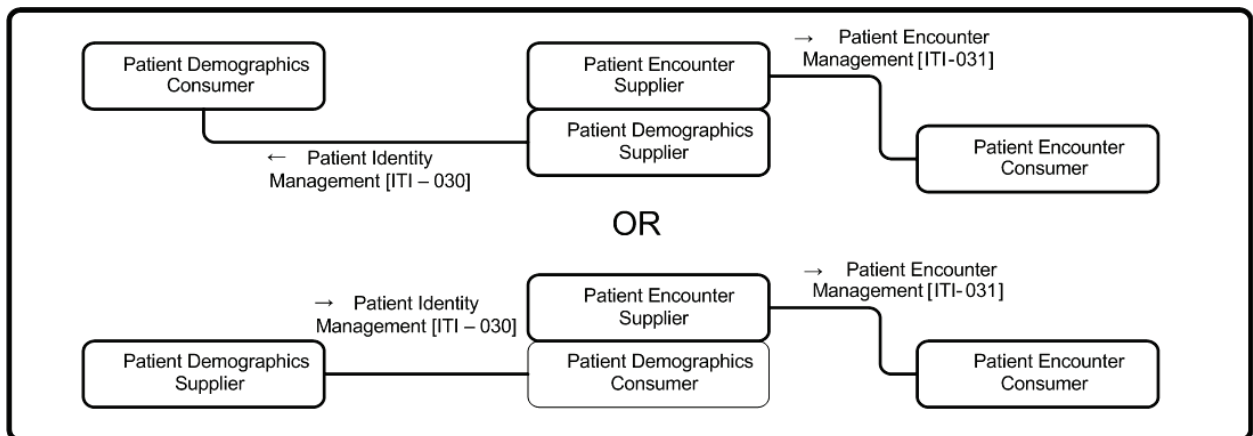 Patient Demographics
Consumer
Patient Encounter
Supplier
→ Patient Encounter
Management [ITI-031]
Patient Demographics
Supplier
← Patient Identity
Management [ITI – 030]
Patient Encounter
Consumer
OR
→ Patient Identity
Management [ITI – 030]
Patient Encounter
Supplier
→ Patient Encounter
Management [ITI-031]
Patient Demographics
Supplier
Patient Demographics
Consumer
Patient Encounter
Consumer